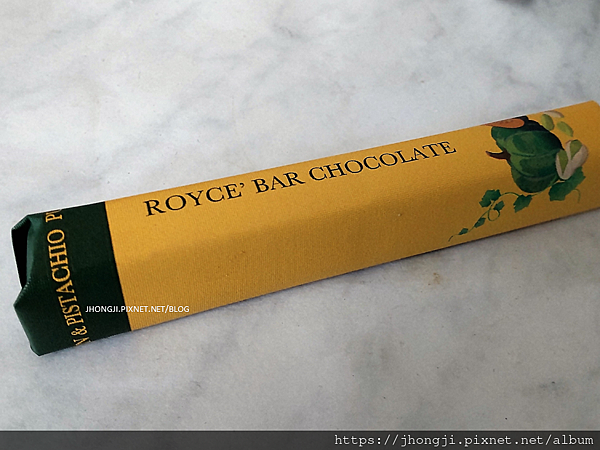 ROYCE' BAR CHOCOLATE
& PISTACHIO
JHONGJI.PIXNET.NET/BLOG
https://jhongji.pixnet.net/album